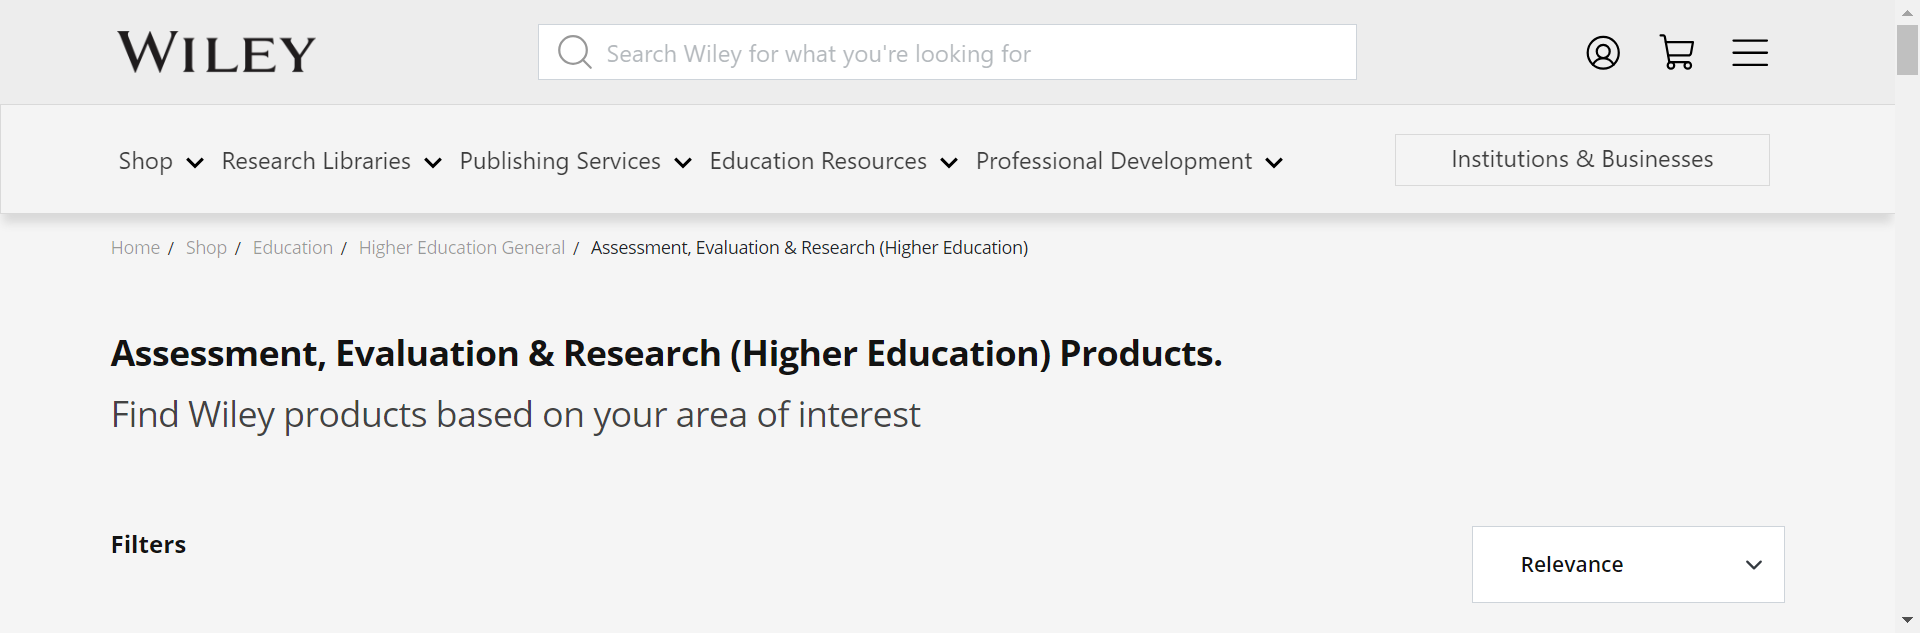 WILEY
Search Wiley for what you're looking for
Shop Research Libraries Publishing Services Education Resources Professional Development Institutions & Businesses
Home / Shop / Education / Higher Education General / Assessment, Evaluation & Research (Higher Education)
Assessment, Evaluation & Research (Higher Education) Products.
Find Wiley products based on your area of interest
Filters
Relevance